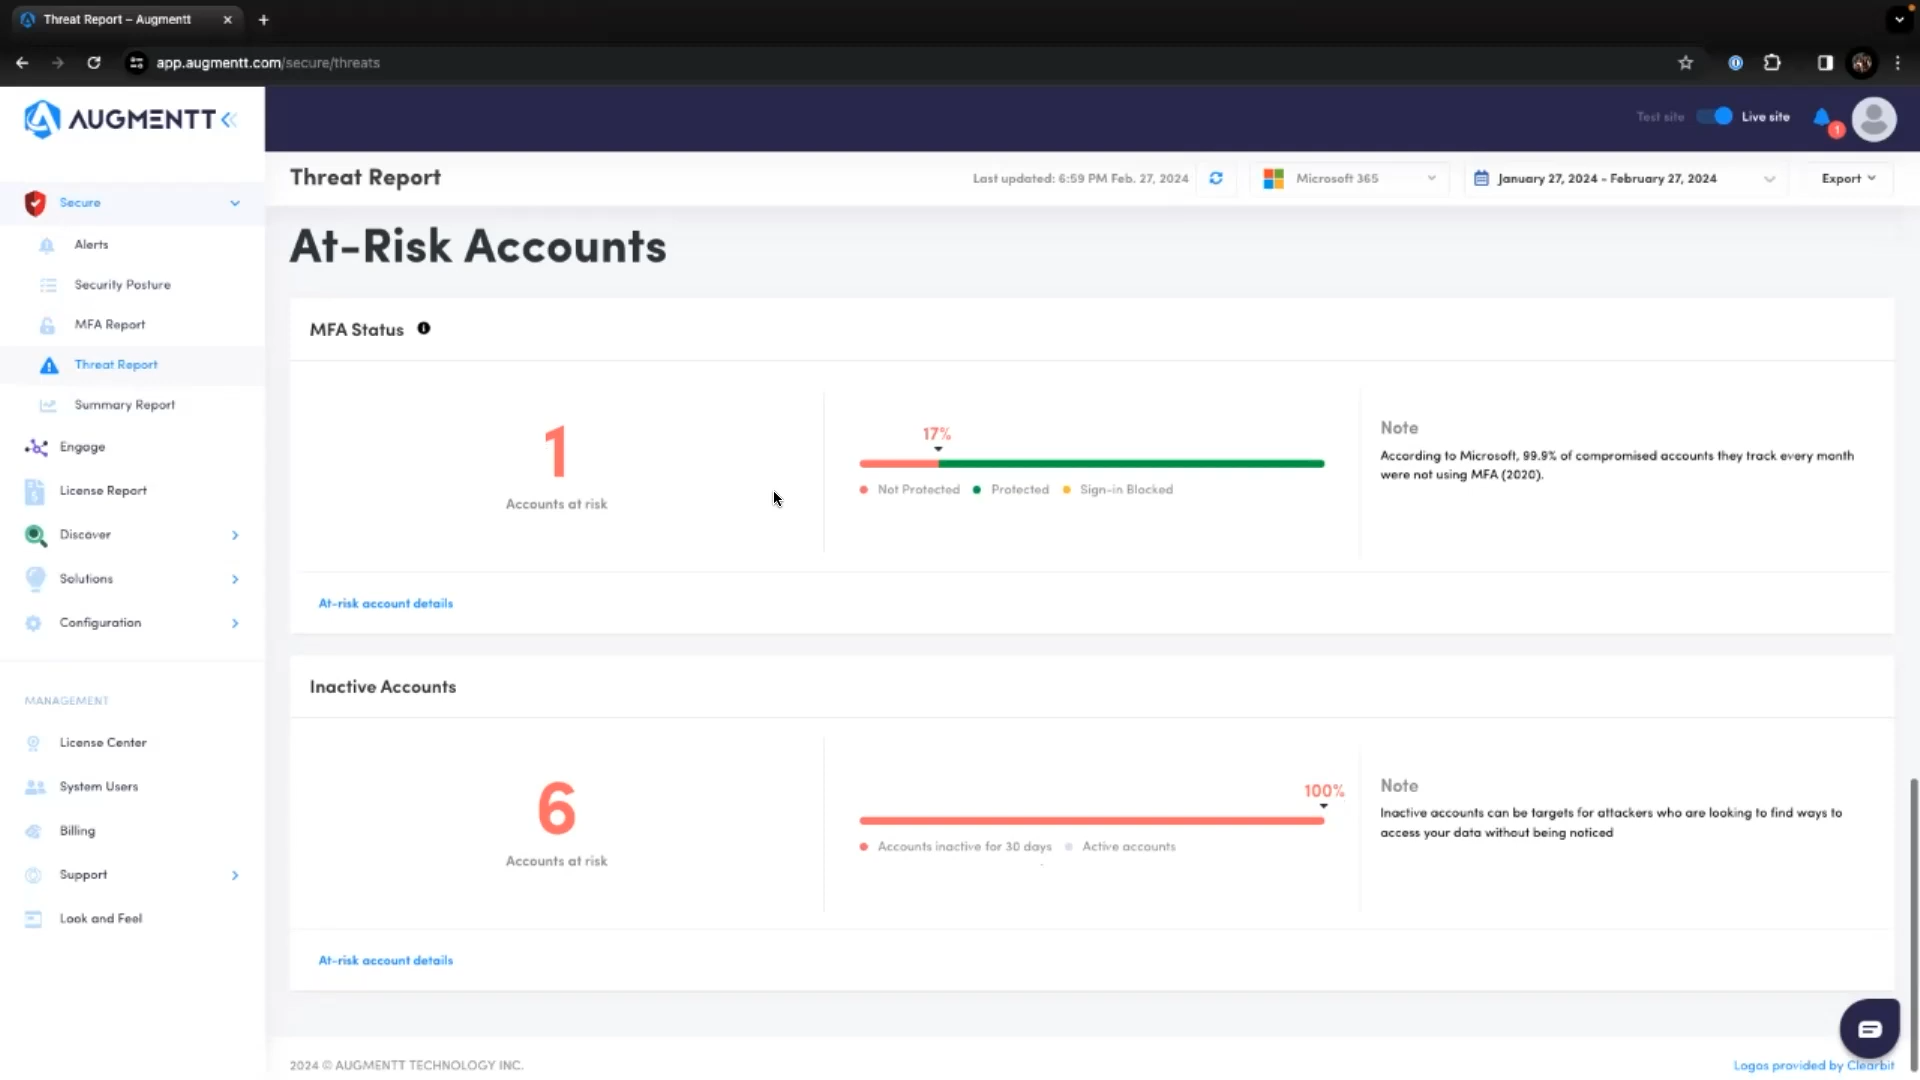 Threat Report – Augmentt
app.augmentt.com/secure/threats
AUGMENTT
Test site
Live site
1
Threat Report
Last updated: 6:59 PM Feb. 27, 2024
Microsoft 365
January 27, 2024 - February 27, 2024
Export
Secure
Alerts
Security Posture
MFA Report
Threat Report
Summary Report
Engage
License Report
Discover
Solutions
Configuration
MANAGEMENT
License Center
System Users
Billing
Support
Look and Feel
At-Risk Accounts
MFA Status
1
Accounts at risk
17%
Not Protected
Protected
Sign-in Blocked
Note
According to Microsoft, 99.9% of compromised accounts they track every month
were not using MFA (2020).
At-risk account details
Inactive Accounts
6
Accounts at risk
100%
Accounts inactive for 30 days
Active accounts
Note
Inactive accounts can be targets for attackers who are looking to find ways to
access your data without being noticed
At-risk account details
2024 © AUGMENTT TECHNOLOGY INC.
Logos provided by Clearbit